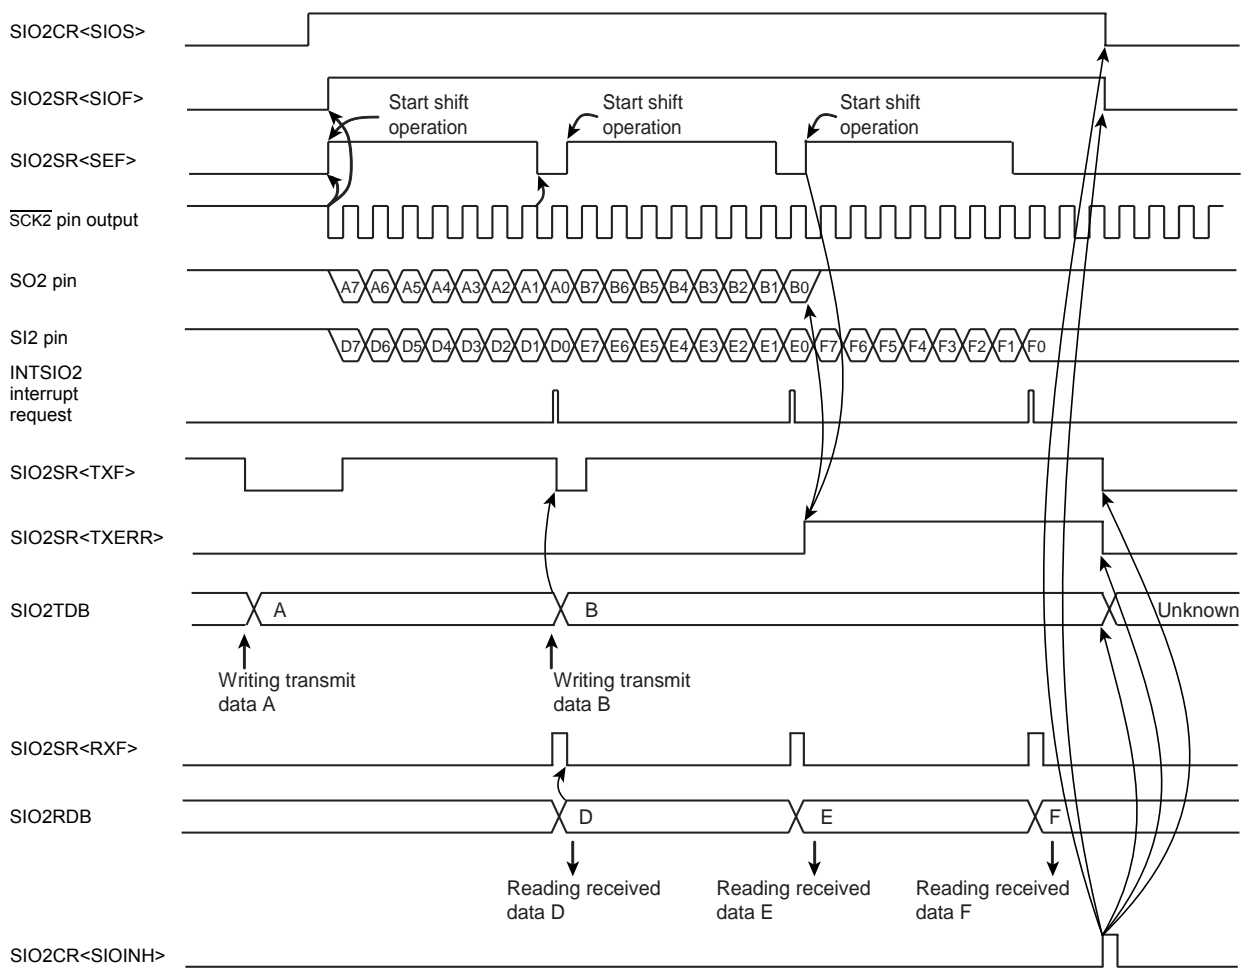 SIO2CR<SIOS>
SIO2SR<SIOF>
Start shift
operation
Start shift
operation
Start shift
operation
SIO2SR<SEF>
SCK2 pin output
SO2 pin
A7 A6 A5 A4 A3 A2 A1 A0 B7 B6 B5 B4 B3 B2 B1 B0
SI2 pin
D7 D6 D5 D4 D3 D2 D1 D0 E7 E6 E5 E4 E3 E2 E1 E0 F7 F6 F5 F4 F3 F2 F1 F0
INTSIO2
interrupt
request
SIO2SR<TXF>
SIO2SR<TXERR>
SIO2TDB
A
B
Unknown
Writing transmit
data A
Writing transmit
data B
SIO2SR<RXF>
SIO2RDB
D
E
F
Reading received
data D
Reading received
data E
Reading received
data F
SIO2CR<SIOINH>